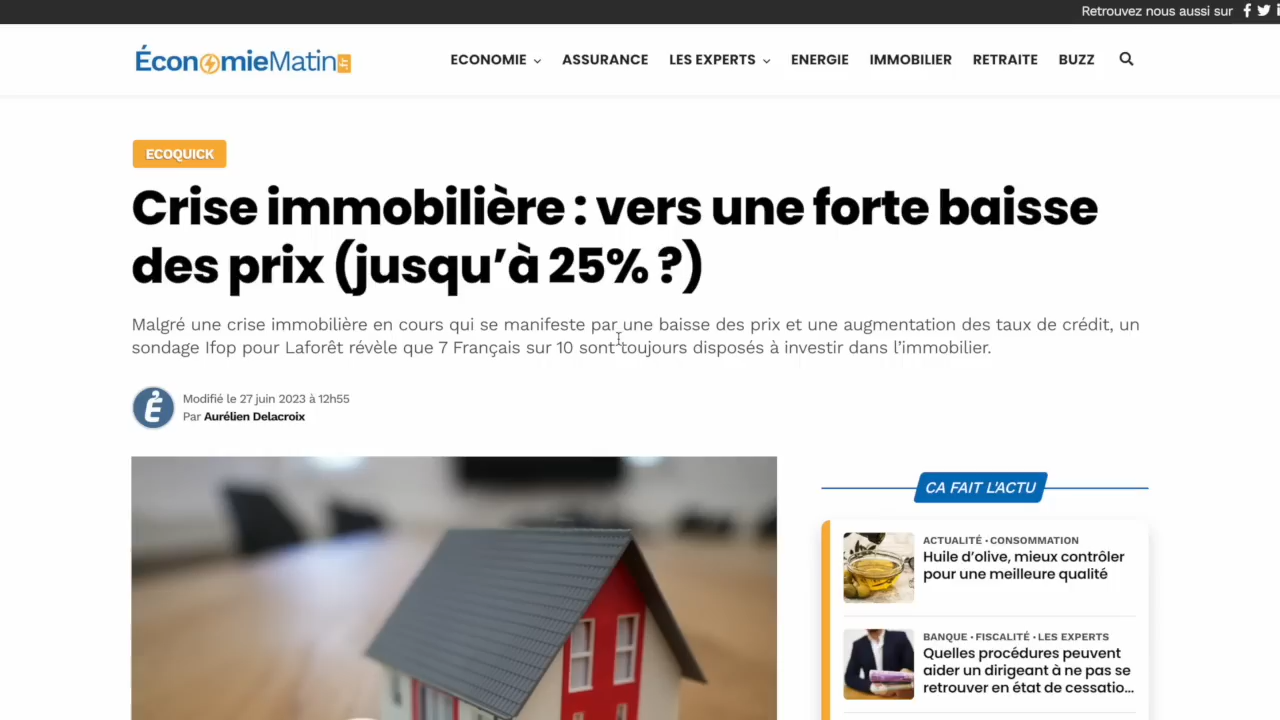 Retrouvez nous aussi sur
ÉconomieMatin.fr
ECONOMIE ASSURANCE LES EXPERTS ENERGIE IMMOBILIER RETRAITE BUZZ
ECOQUICK
Crise immobilière : vers une forte baisse
des prix (jusqu’à 25% ?)
Malgré une crise immobilière en cours qui se manifeste par une baisse des prix et une augmentation des taux de crédit, un
sondage Ifop pour Laforêt révèle que 7 Français sur 10 sont toujours disposés à investir dans l’immobilier.
É
Modifié le 27 juin 2023 à 12h55
Par Aurélien Delacroix
CA FAIT L'ACTU
ACTUALITÉ • CONSOMMATION
Huile d’olive, mieux contrôler
pour une meilleure qualité
BANQUE • FISCALITÉ • LES EXPERTS
Quelles procédures peuvent
aider un dirigeant à ne pas se
retrouver en état de cessatio...